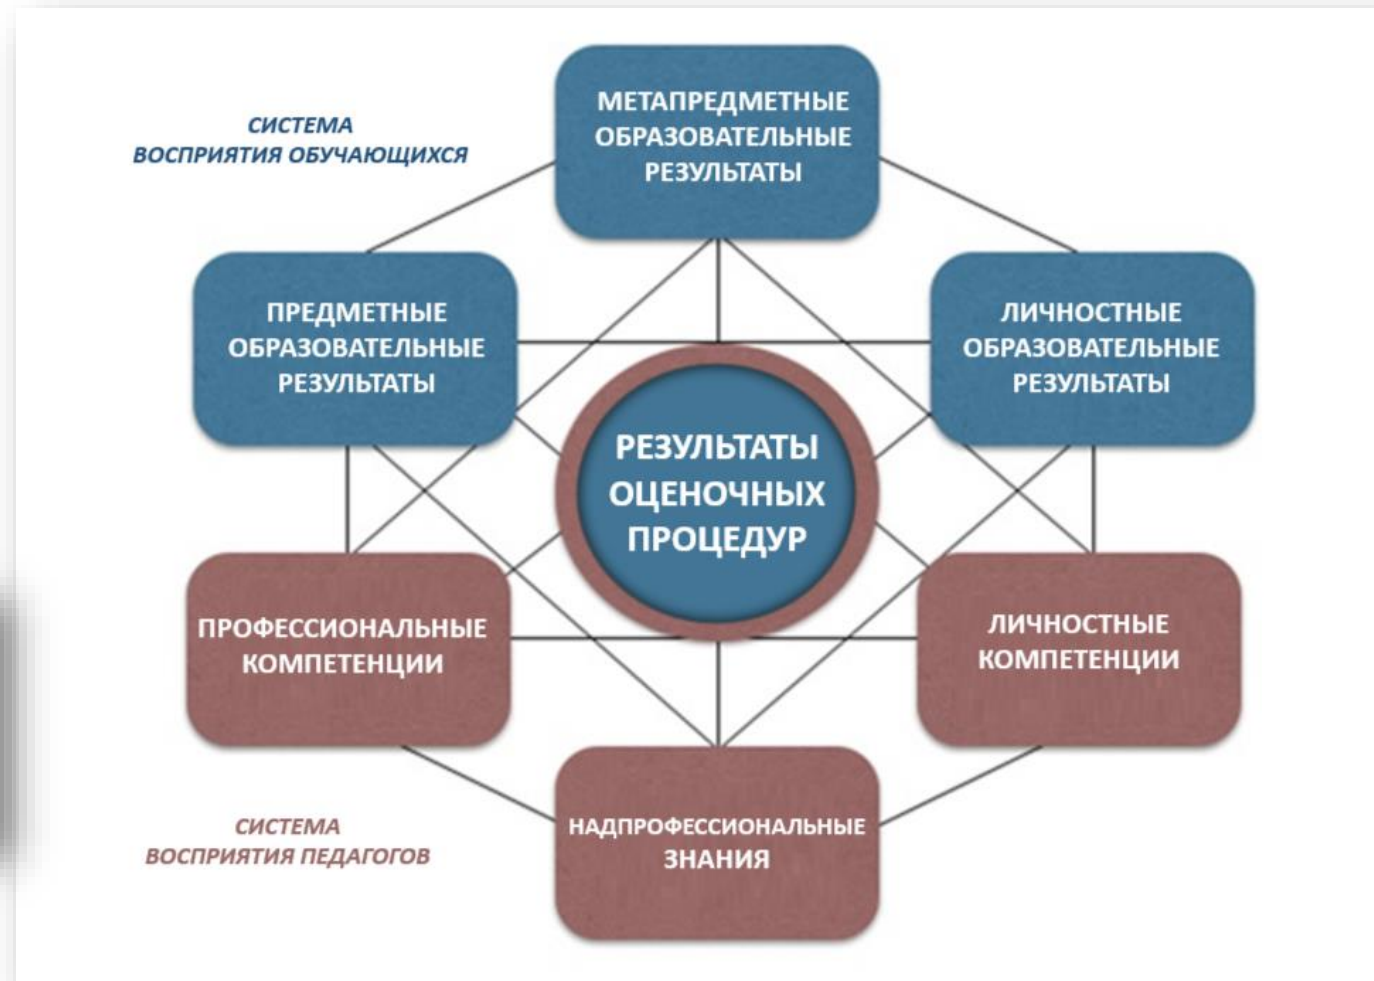 МЕТАПРЕДМЕТНЫЕ
ОБРАЗОВАТЕЛЬНЫЕ
РЕЗУЛЬТАТЫ
СИСТЕМА
ВОСПРИЯТИЯ ОБУЧАЮЩИХСЯ
ПРЕДМЕТНЫЕ
ОБРАЗОВАТЕЛЬНЫЕ
РЕЗУЛЬТАТЫ
ЛИЧНОСТНЫЕ
ОБРАЗОВАТЕЛЬНЫЕ
РЕЗУЛЬТАТЫ
РЕЗУЛЬТАТЫ
ОЦЕНОЧНЫХ
ПРОЦЕДУР
ПРОФЕССИОНАЛЬНЫЕ
КОМПЕТЕНЦИИ
ЛИЧНОСТНЫЕ
КОМПЕТЕНЦИИ
НАДПРОФЕССИОНАЛЬНЫЕ
ЗНАНИЯ
СИСТЕМА
ВОСПРИЯТИЯ ПЕДАГОГОВ